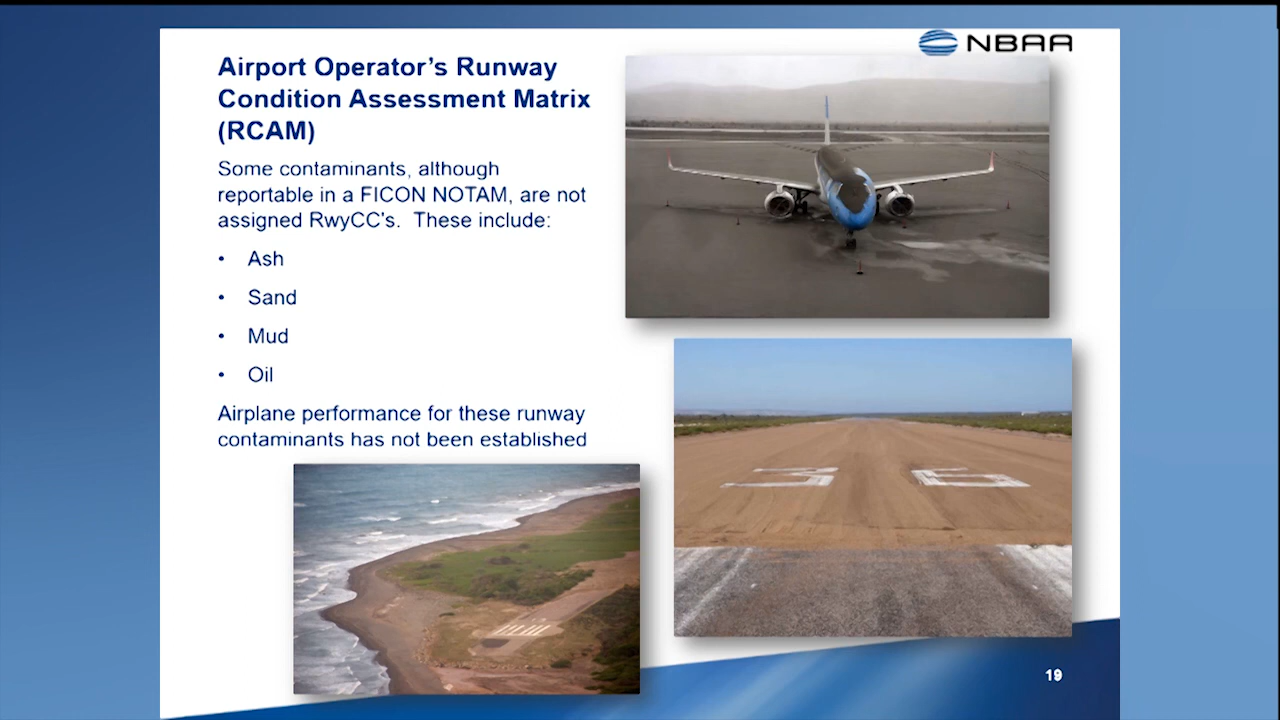 NBAA
Airport Operator's Runway
Condition Assessment Matrix
(RCAM)
Some contaminants, although
reportable in a FICON NOTAM, are not
assigned RwyCC's.  These include:
• Ash
• Sand
• Mud
• Oil
Airplane performance for these runway
contaminants has not been established
36
19